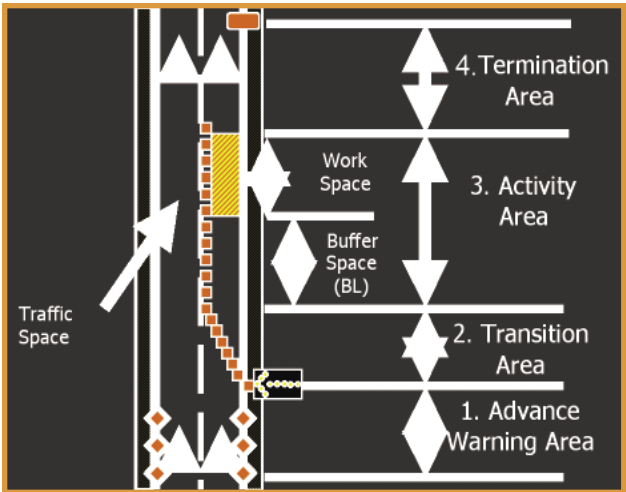 4.Termination
Area
Work
Space
3. Activity
Area
Buffer
Space
(BL)
Traffic
Space
2. Transition
Area
1. Advance
Warning Area